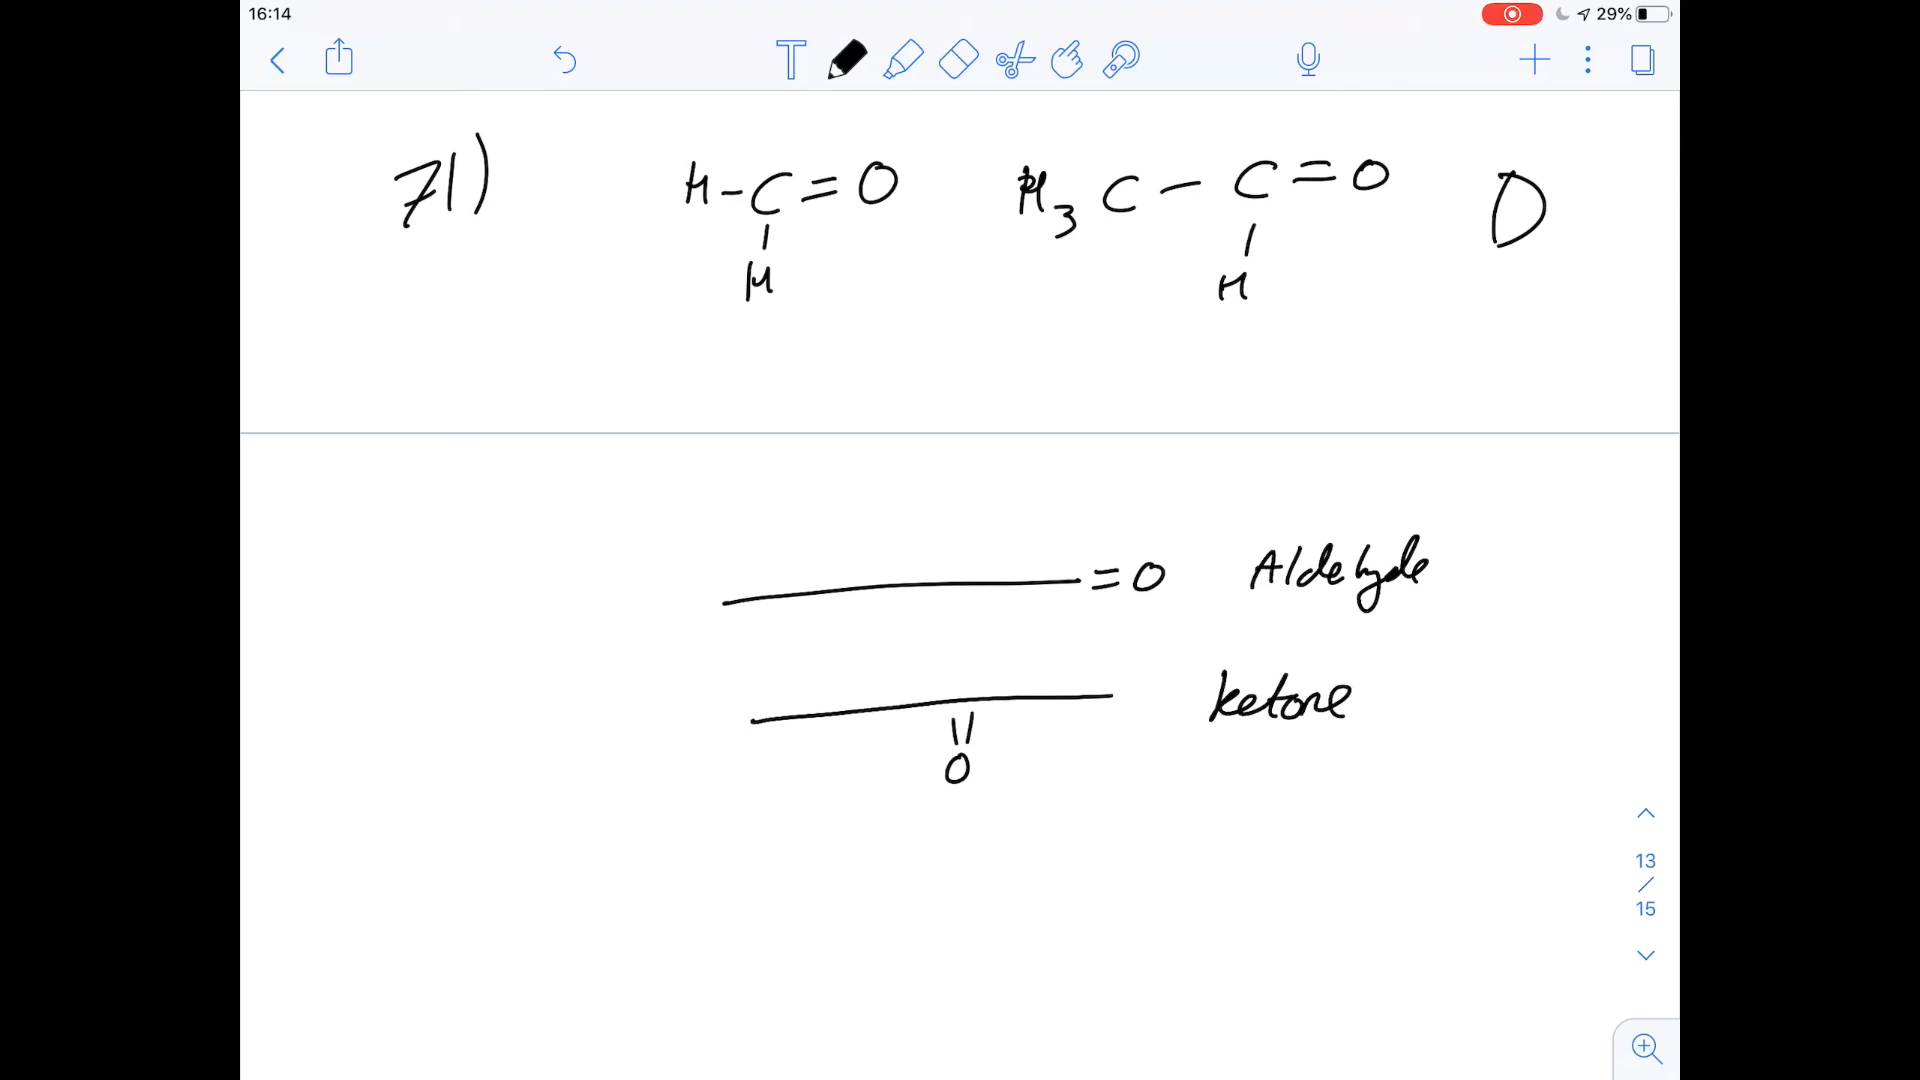 16:14
29%
71) H-C=O H3C-C=O D
H H
=O Aldehyde
ketone
O
13
/
15